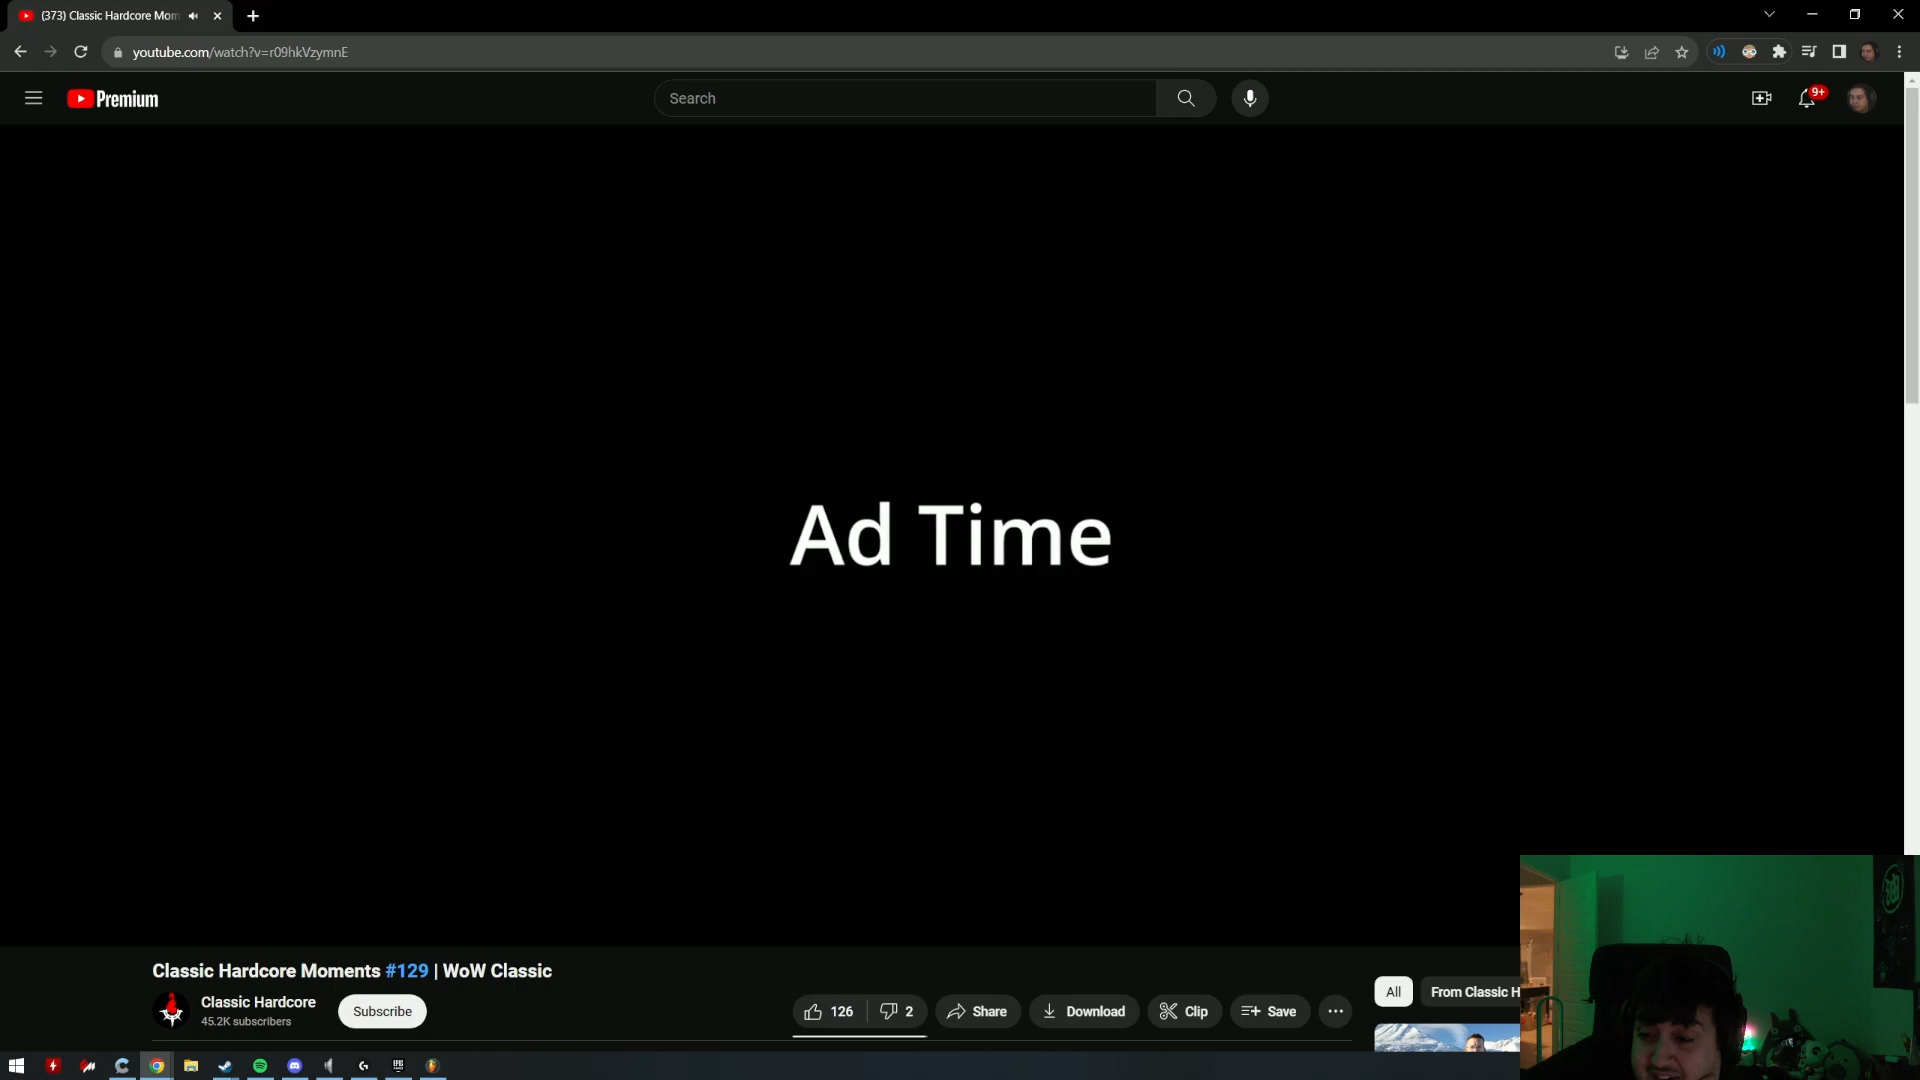 (373) Classic Hardcore Mom
youtube.com/watch?v=r09hkVzymnE
Premium
Search
9+
Ad Time
Classic Hardcore Moments #129 | WoW Classic
Classic Hardcore
45.2K subscribers
Subscribe
126
2
Share
Download
Clip
Save
All
From Classic H